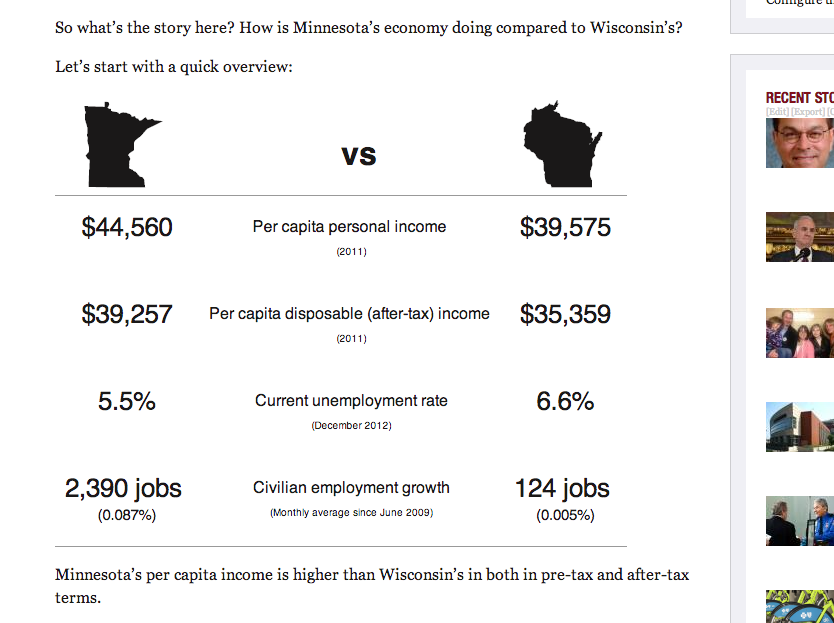 So what's the story here? How is Minnesota's economy doing compared to Wisconsin's?
Let's start with a quick overview:
vs
$44,560 Per capita personal income $39,575
(2011)
$39,257 Per capita disposable (after-tax) income $35,359
(2011)
5.5% Current unemployment rate 6.6%
(December 2012)
2,390 jobs Civilian employment growth 124 jobs
(0.087%) (Monthly average since June 2009) (0.005%)
Minnesota's per capita income is higher than Wisconsin's in both in pre-tax and after-tax
terms.
RECENT STO
[Edit] [Export]